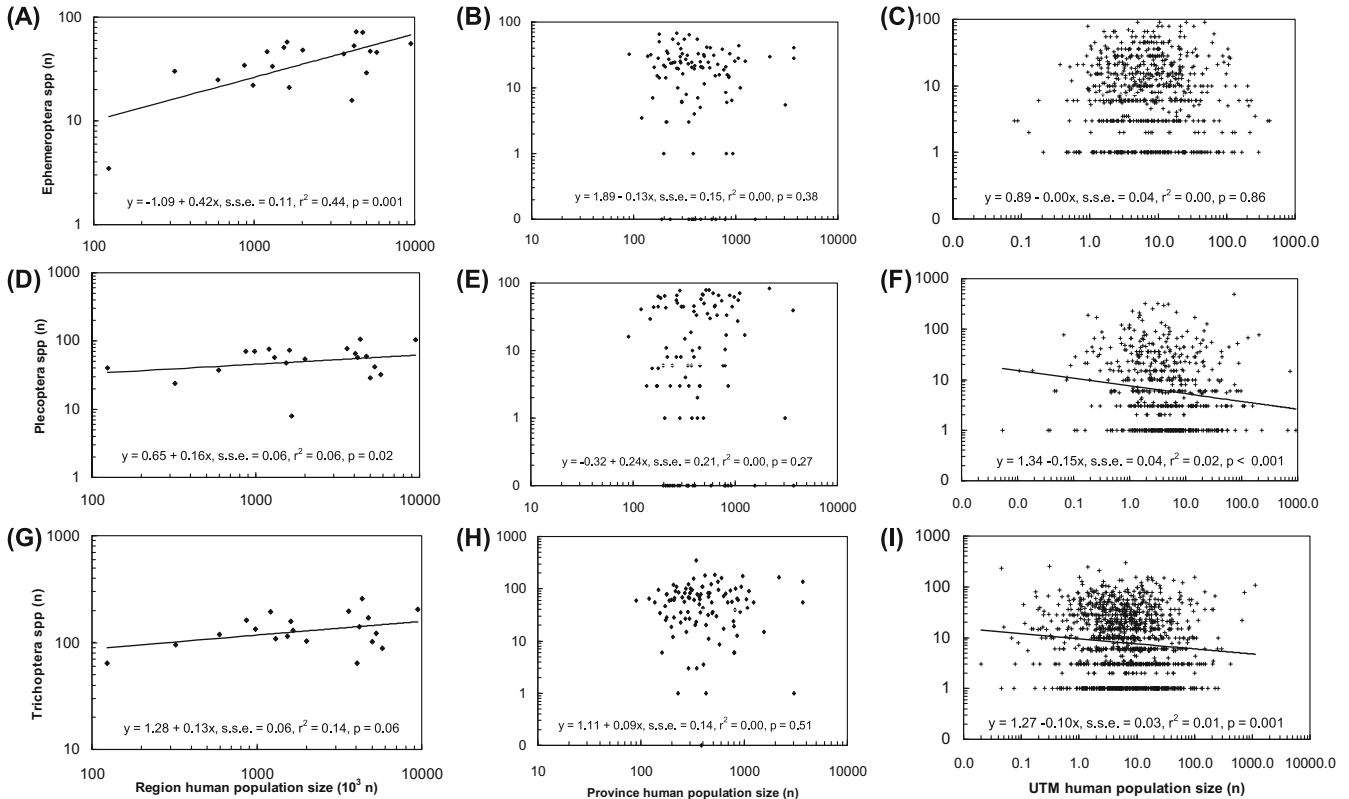 (A)
Ephemeroptera spp (n)
100
10
1
y = -1.09 + 0.42x, s.s.e. = 0.11, r² = 0.44, p = 0.001
100 1000 10000
(B)
100
10
1
0
y = 1.89 - 0.13x, s.s.e. = 0.15, r² = 0.00, p = 0.38
10 100 1000 10000
(C)
100
10
1
0
y = 0.89 - 0.00x, s.s.e. = 0.04, r² = 0.00, p = 0.86
0.0 0.1 1.0 10.0 100.0 1000.0
(D)
Plecoptera spp (n)
1000
100
10
1
y = 0.65 + 0.16x, s.s.e. = 0.06, r² = 0.06, p = 0.02
100 1000 10000
(E)
100
10
1
0
y = -0.32 + 0.24x, s.s.e. = 0.21, r² = 0.00, p = 0.27
10 100 1000 10000
(F)
1000
100
10
1
0
y = 1.34 -0.15x, s.s.e. = 0.04, r² = 0.02, p < 0.001
0.0 0.0 0.1 1.0 10.0 100.0 1000.0
(G)
Trichoptera spp (n)
1000
100
10
y = 1.28 + 0.13x, s.s.e. = 0.06, r² = 0.14, p = 0.06
100 1000 10000
Region human population size (10³ n)
(H)
1000
100
10
1
0
y = 1.11 + 0.09x, s.s.e. = 0.14, r² = 0.00, p = 0.51
10 100 1000 10000
Province human population size (n)
(I)
1000
100
10
1
0
y = 1.27 -0.10x, s.s.e. = 0.03, r² = 0.01, p = 0.001
0.0 0.1 1.0 10.0 100.0 1000.0 10000.0
UTM human population size (n)